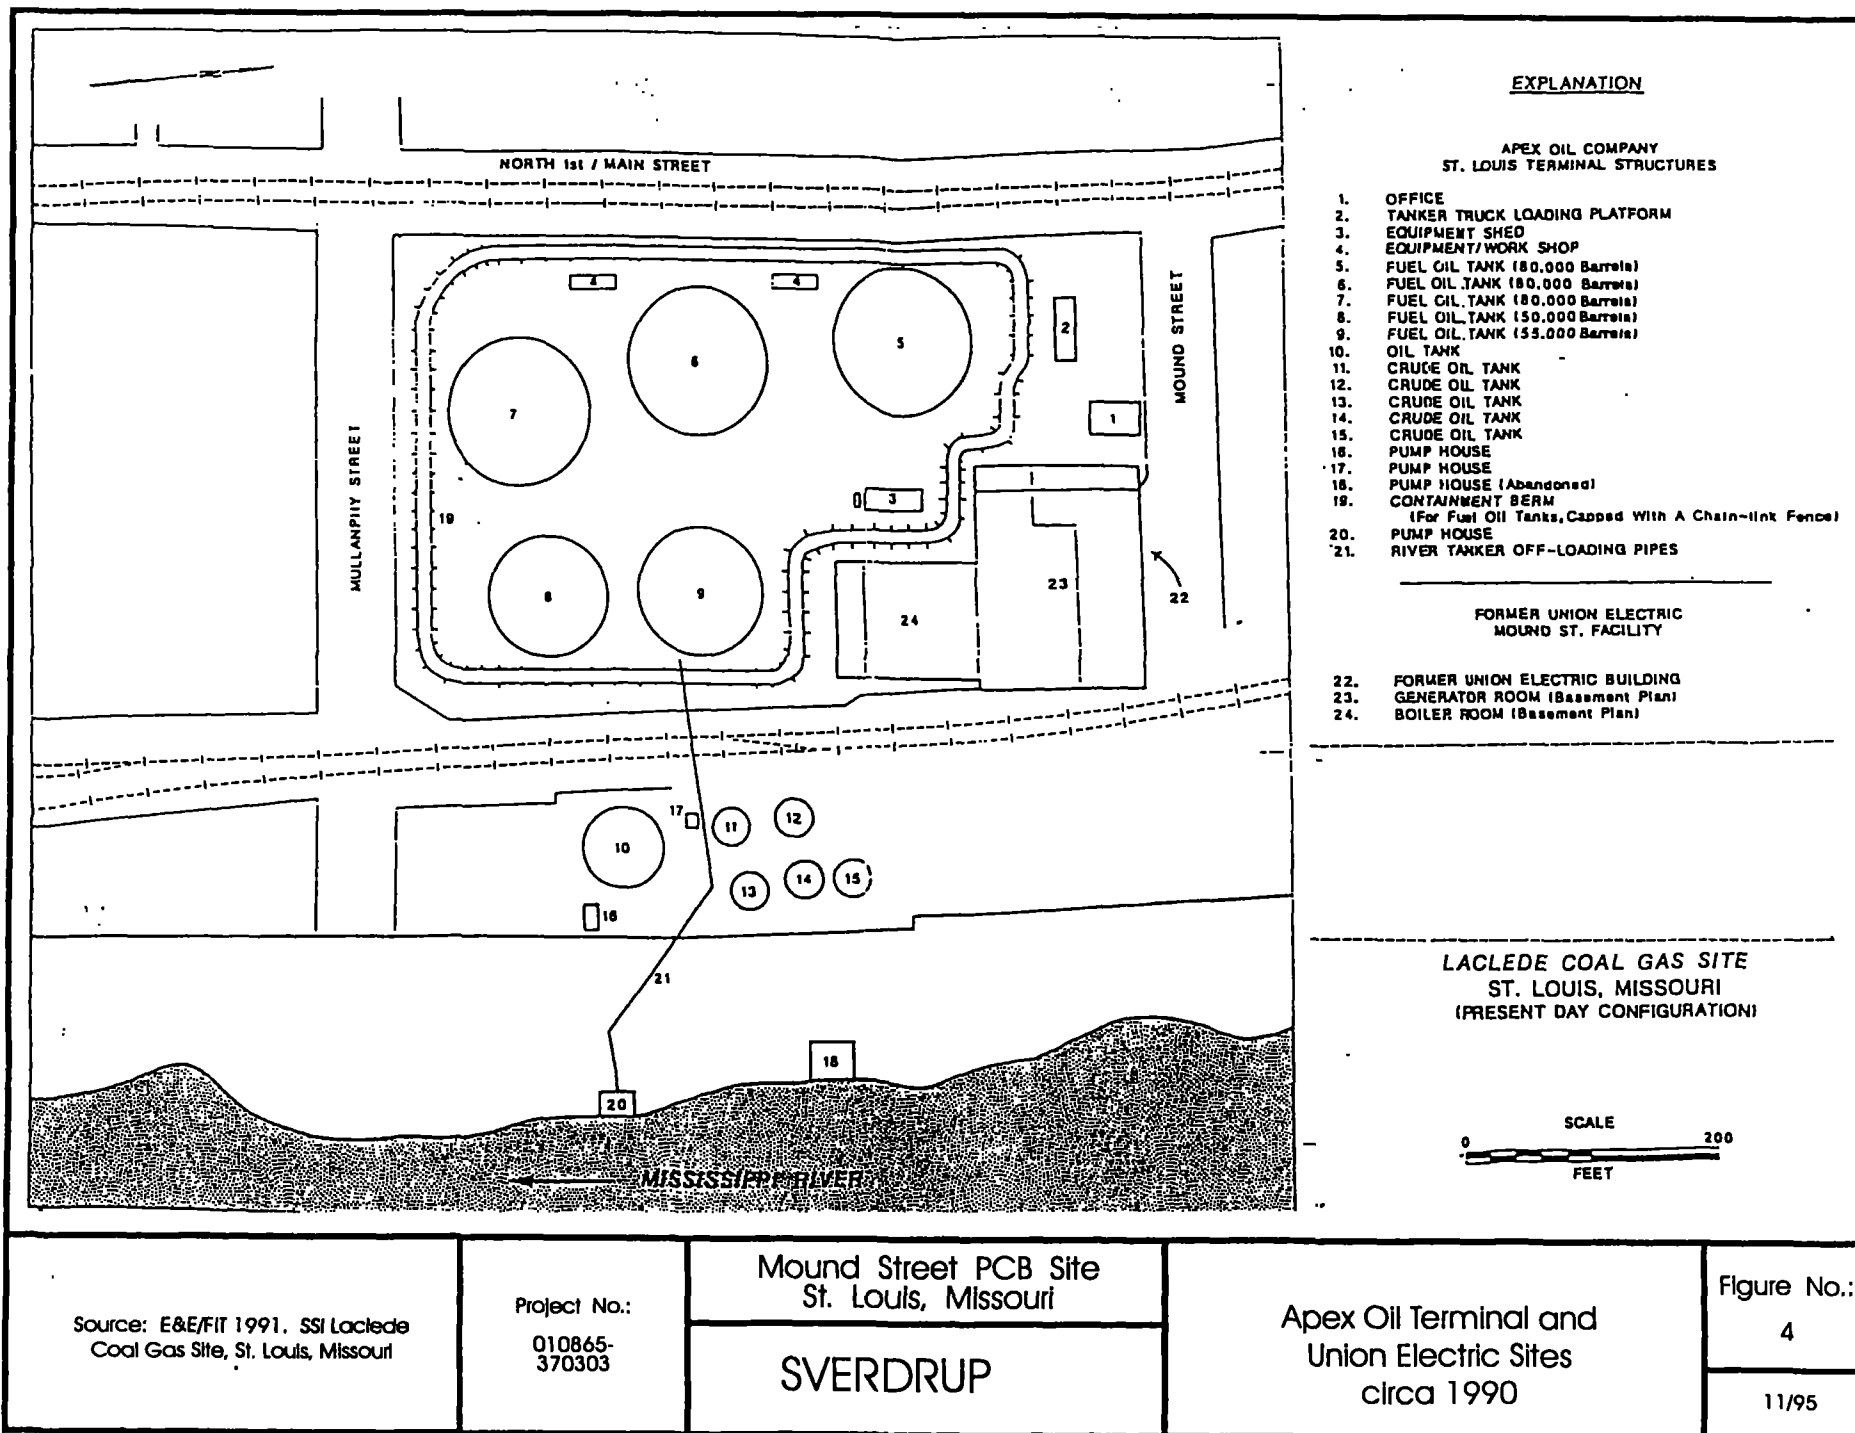 NORTH 1st / MAIN STREET
MULLANPHY STREET
MOUND STREET
4
4
5
6
7
2
1
3
19
8
9
23
24
22
17
11
12
10
13
14
15
16
21
18
20
MISSISSIPPI RIVER
EXPLANATION
APEX OIL COMPANY
ST. LOUIS TERMINAL STRUCTURES
1. OFFICE
2. TANKER TRUCK LOADING PLATFORM
3. EQUIPMENT SHED
4. EQUIPMENT/WORK SHOP
5. FUEL OIL TANK (80.000 Barrels)
6. FUEL OIL TANK (80.000 Barrels)
7. FUEL OIL TANK (80.000 Barrels)
8. FUEL OIL TANK (50.000 Barrels)
9. FUEL OIL TANK (55.000 Barrels)
10. OIL TANK
11. CRUDE OIL TANK
12. CRUDE OIL TANK
13. CRUDE OIL TANK
14. CRUDE OIL TANK
15. CRUDE OIL TANK
16. PUMP HOUSE
17. PUMP HOUSE
18. PUMP HOUSE (Abandoned)
19. CONTAINMENT BERM
(For Fuel Oil Tanks, Capped With A Chain-link Fence)
20. PUMP HOUSE
21. RIVER TANKER OFF-LOADING PIPES
FORMER UNION ELECTRIC
MOUND ST. FACILITY
22. FORMER UNION ELECTRIC BUILDING
23. GENERATOR ROOM (Basement Plan)
24. BOILER ROOM (Basement Plan)
LACLEDE COAL GAS SITE
ST. LOUIS, MISSOURI
(PRESENT DAY CONFIGURATION)
SCALE
0 200
FEET
Source: E&E/FIT 1991. SSI Laclede
Coal Gas Site, St. Louis, Missouri
Project No.:
010865-
370303
Mound Street PCB Site
St. Louis, Missouri
SVERDRUP
Apex Oil Terminal and
Union Electric Sites
circa 1990
Figure No.:
4
11/95